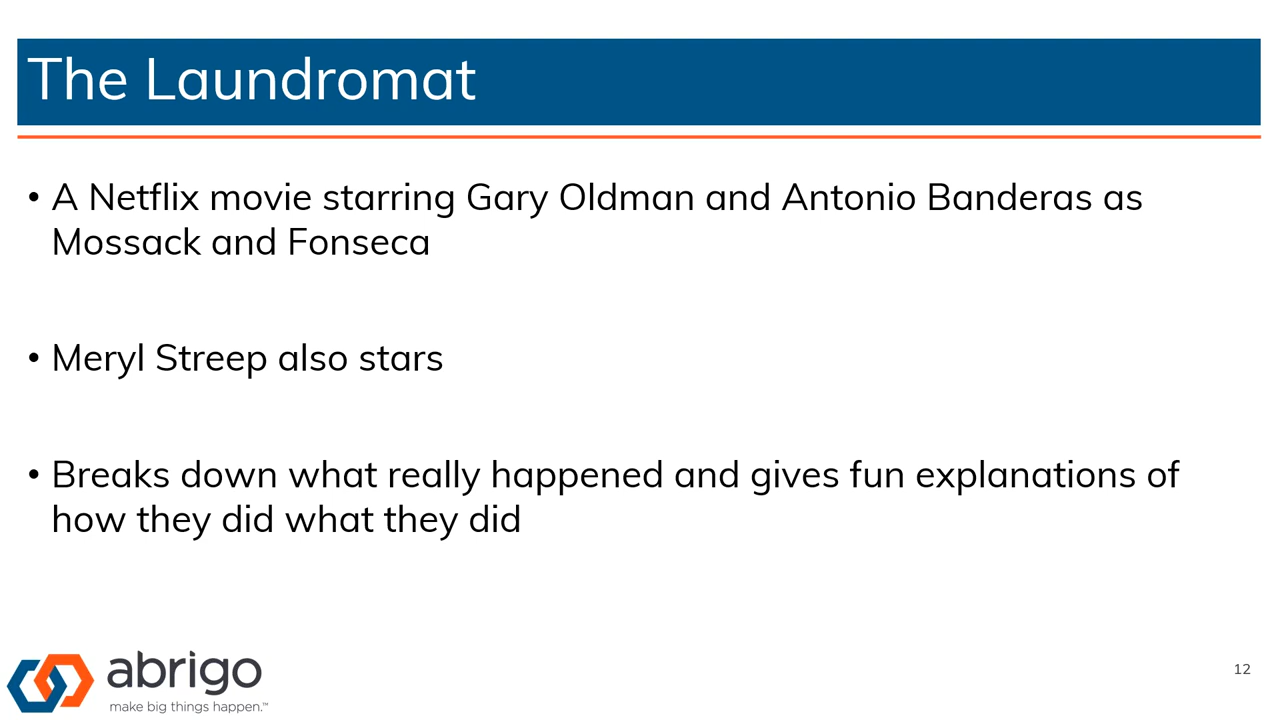 The Laundromat
• A Netflix movie starring Gary Oldman and Antonio Banderas as
Mossack and Fonseca
• Meryl Streep also stars
• Breaks down what really happened and gives fun explanations of
how they did what they did
abrigo
make big things happen.™
12